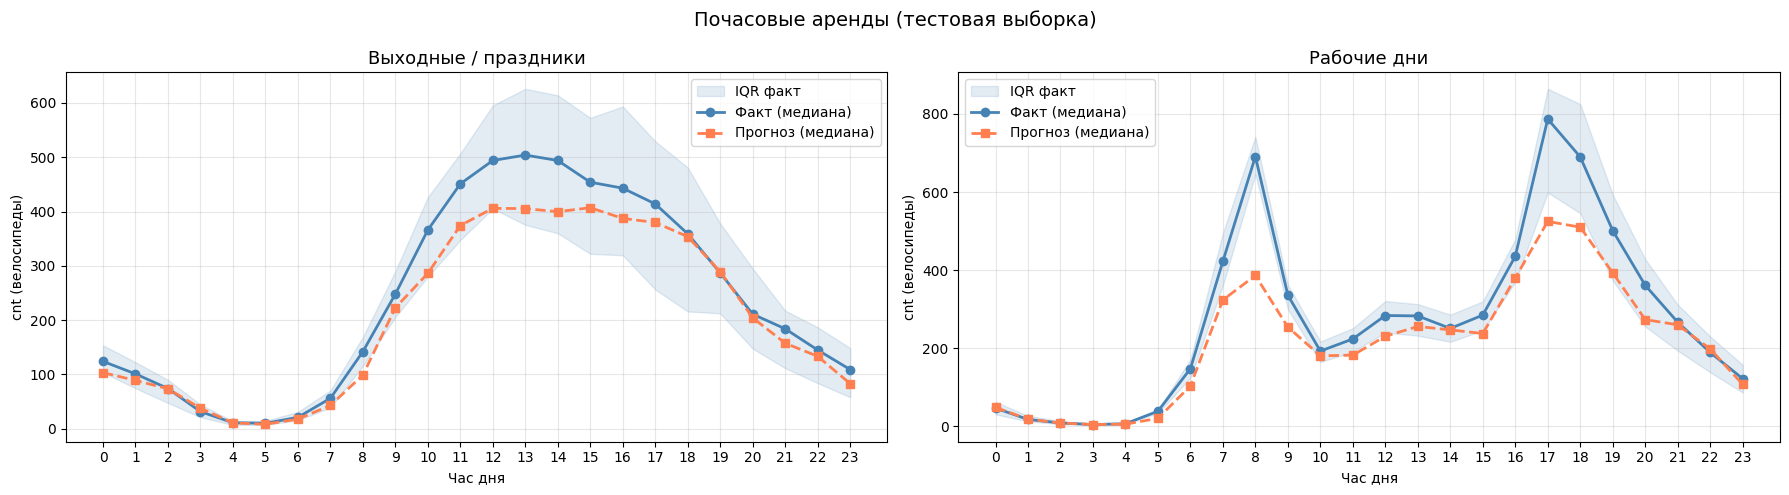 Почасовые аренды (тестовая выборка)
Выходные / праздники
cnt (велосипеды)
600
500
400
300
200
100
0
IQR факт
Факт (медиана)
Прогноз (медиана)
0 1 2 3 4 5 6 7 8 9 10 11 12 13 14 15 16 17 18 19 20 21 22 23
Час дня
Рабочие дни
cnt (велосипеды)
800
600
400
200
0
IQR факт
Факт (медиана)
Прогноз (медиана)
0 1 2 3 4 5 6 7 8 9 10 11 12 13 14 15 16 17 18 19 20 21 22 23
Час дня